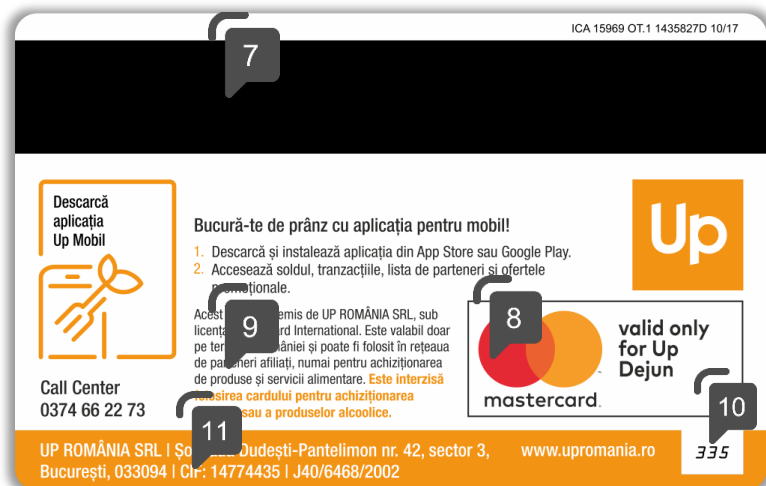 ICA 15969 OT.1 1435827D 10/17
7
Descarcă
aplicația
Up Mobil
Bucură-te de prânz cu aplicația pentru mobil!
1. Descarcă și instalează aplicația din App Store sau Google Play.
2. Accesează soldul, tranzacțiile, lista de parteneri și ofertele
promoționale.
Up
Acest emis de UP ROMÂNIA SRL, sub
International. Este valabil doar
pe și poate fi folosit în rețeaua
de parteneri afiliați, numai pentru achiziționarea
de produse și servicii alimentare. Este interzisă
folosirea cardului pentru achiziționarea
sau a produselor alcoolice.
9
8
mastercard
valid only
for Up
Dejun
Call Center
0374 66 22 73
10
11
UP ROMÂNIA SRL | Dudești-Pantelimon nr. 42, sector 3,
București, 033094 | CIF: 14774435 | J40/6468/2002
www.upromania.ro
335